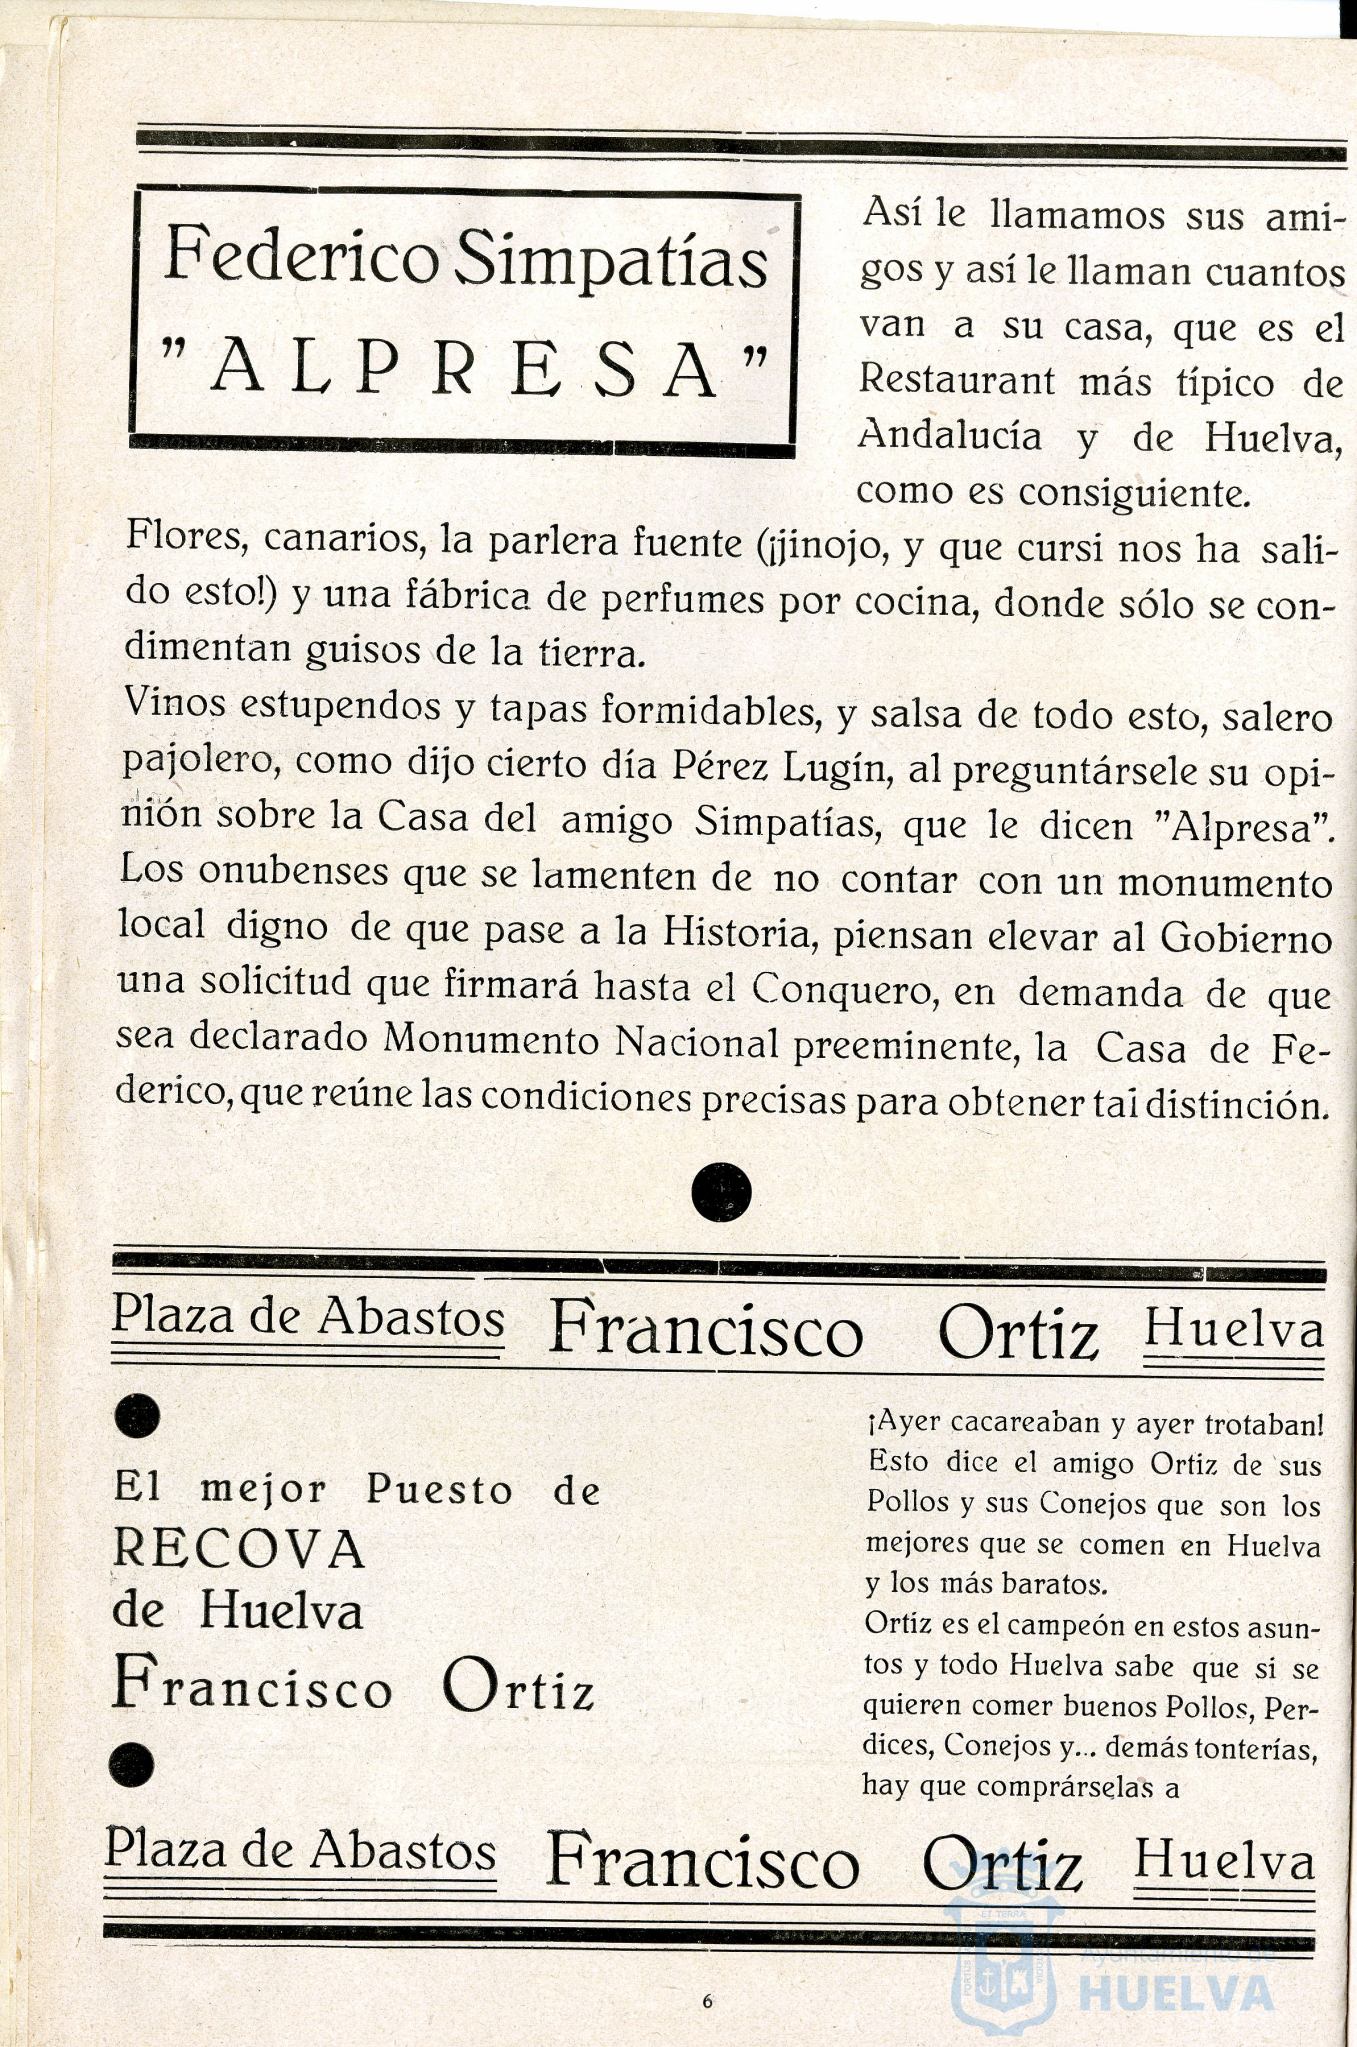 Federico Simpatías
"ALPRESA"
Así le llamamos sus ami-
gos y así le llaman cuantos
van a su casa, que es el
Restaurant más típico de
Andalucía y de Huelva,
como es consiguiente.
Flores, canarios, la parlera fuente (¡jinojo, y que cursi nos ha sali-
do esto!) y una fábrica de perfumes por cocina, donde sólo se con-
dimentan guisos de la tierra.
Vinos estupendos y tapas formidables, y salsa de todo esto, salero
pajolero, como dijo cierto día Pérez Lugín, al preguntársele su opi-
nión sobre la Casa del amigo Simpatías, que le dicen "Alpresa".
Los onubenses que se lamenten de no contar con un monumento
local digno de que pase a la Historia, piensan elevar al Gobierno
una solicitud que firmará hasta el Conquero, en demanda de que
sea declarado Monumento Nacional preeminente, la Casa de Fe-
derico, que reúne las condiciones precisas para obtener tal distinción.
Plaza de Abastos Francisco Ortiz Huelva
El mejor Puesto de
RECOVA
de Huelva
Francisco Ortiz
¡Ayer cacareaban y ayer trotaban!
Esto dice el amigo Ortiz de sus
Pollos y sus Conejos que son los
mejores que se comen en Huelva
y los más baratos.
Ortiz es el campeón en estos asun-
tos y todo Huelva sabe que si se
quieren comer buenos Pollos, Per-
dices, Conejos y... demás tonterías,
hay que comprárselas a
Plaza de Abastos Francisco Ortiz Huelva
6
ET TERRA
PORTUS
CUSTODIA
Ayuntamiento de
HUELVA